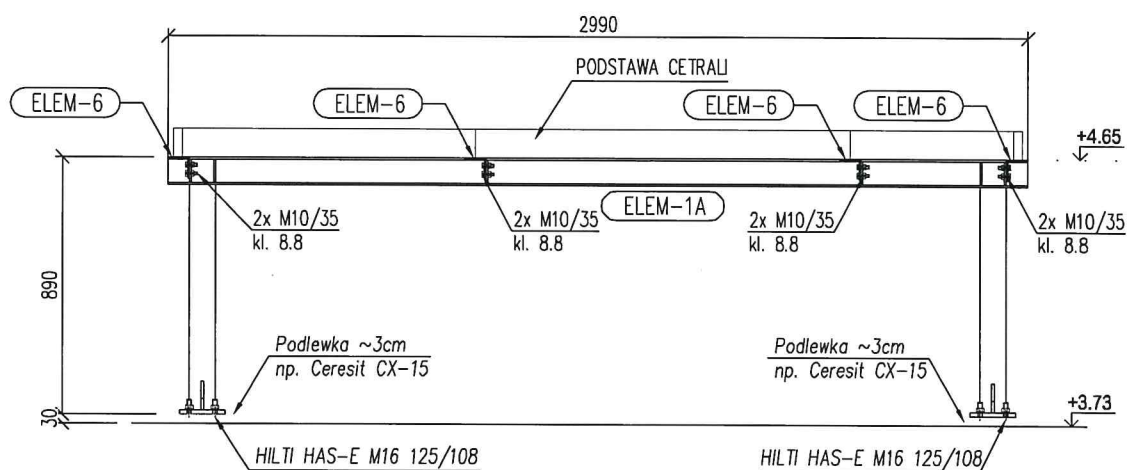 2990
PODSTAWA CETRALI
ELEM-6
ELEM-6
ELEM-6
ELEM-6
+4.65
2x M10/35
kl. 8.8
2x M10/35
kl. 8.8
ELEM-1A
2x M10/35
kl. 8.8
2x M10/35
kl. 8.8
890
Podlewka ~3cm
np. Ceresit CX-15
Podlewka ~3cm
np. Ceresit CX-15
30
+3.73
HILTI HAS-E M16 125/108
HILTI HAS-E M16 125/108